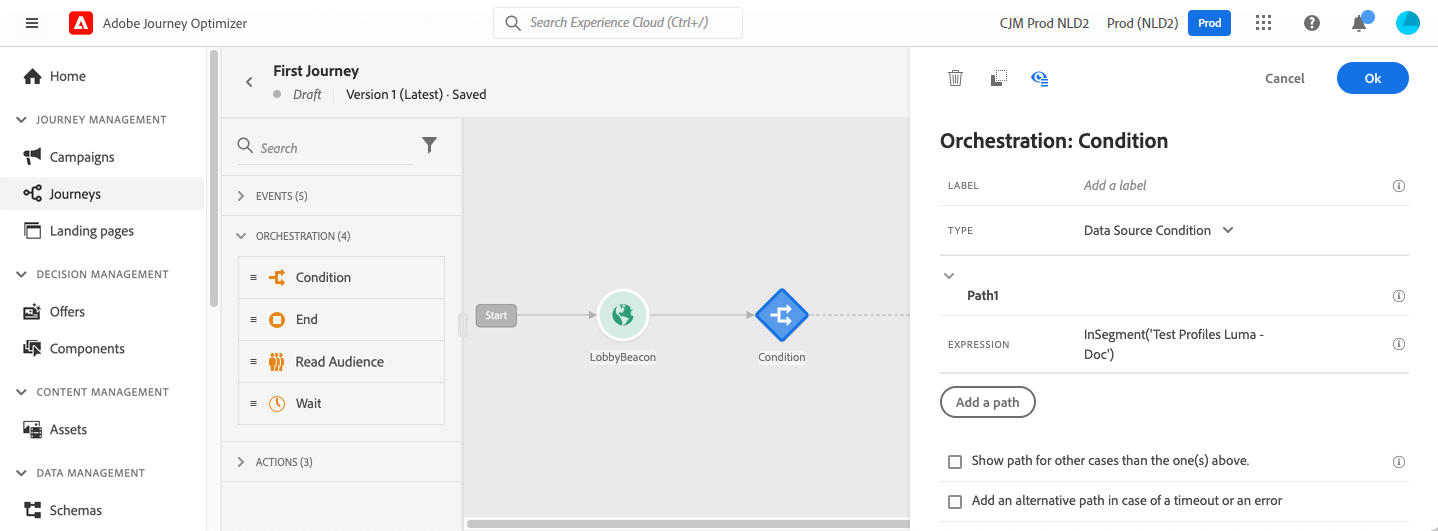 Adobe Journey Optimizer
Search Experience Cloud (Ctrl+/)
CJM Prod NLD2
Prod (NLD2)
Prod
Home
JOURNEY MANAGEMENT
Campaigns
Journeys
Landing pages
DECISION MANAGEMENT
Offers
Components
CONTENT MANAGEMENT
Assets
DATA MANAGEMENT
Schemas
First Journey
Draft
Version 1 (Latest) · Saved
Search
EVENTS (5)
ORCHESTRATION (4)
Condition
End
Read Audience
Wait
ACTIONS (3)
Start
LobbyBeacon
Condition
Cancel
Ok
Orchestration: Condition
LABEL
Add a label
TYPE
Data Source Condition
Path1
EXPRESSION
InSegment('Test Profiles Luma -
Doc')
Add a path
Show path for other cases than the one(s) above.
Add an alternative path in case of a timeout or an error